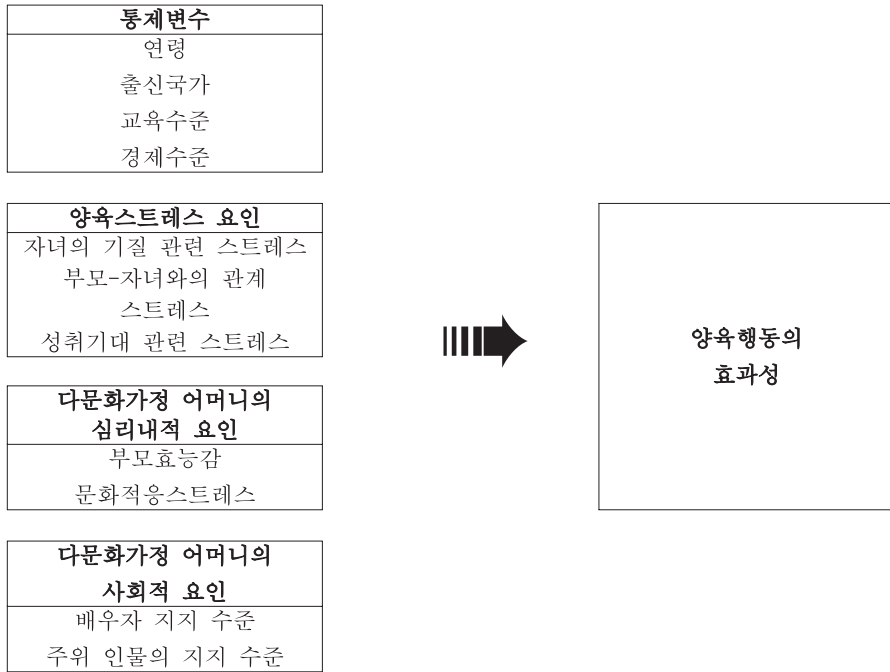 통제변수
연령
출신국가
교육수준
경제수준
양육스트레스 요인
자녀의 기질 관련 스트레스
부모-자녀와의 관계
스트레스
성취기대 관련 스트레스
다문화가정 어머니의
심리내적 요인
부모효능감
문화적응스트레스
다문화가정 어머니의
사회적 요인
배우자 지지 수준
주위 인물의 지지 수준
양육행동의
효과성